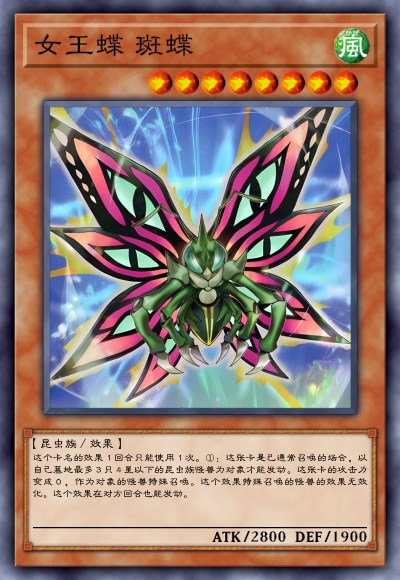 女王蝶 斑蝶
風
【昆虫族／效果】
这个卡名的效果１回合只能使用１次。①：这张卡是已通常召唤的场合，以
自己墓地最多３只４星以下的昆虫族怪兽为对象才能发动。这张卡的攻击力
变成０，作为对象的怪兽特殊召唤。这个效果特殊召唤的怪兽的效果无效
化。这个效果在对方回合也能发动。
ATK/2800 DEF/1900